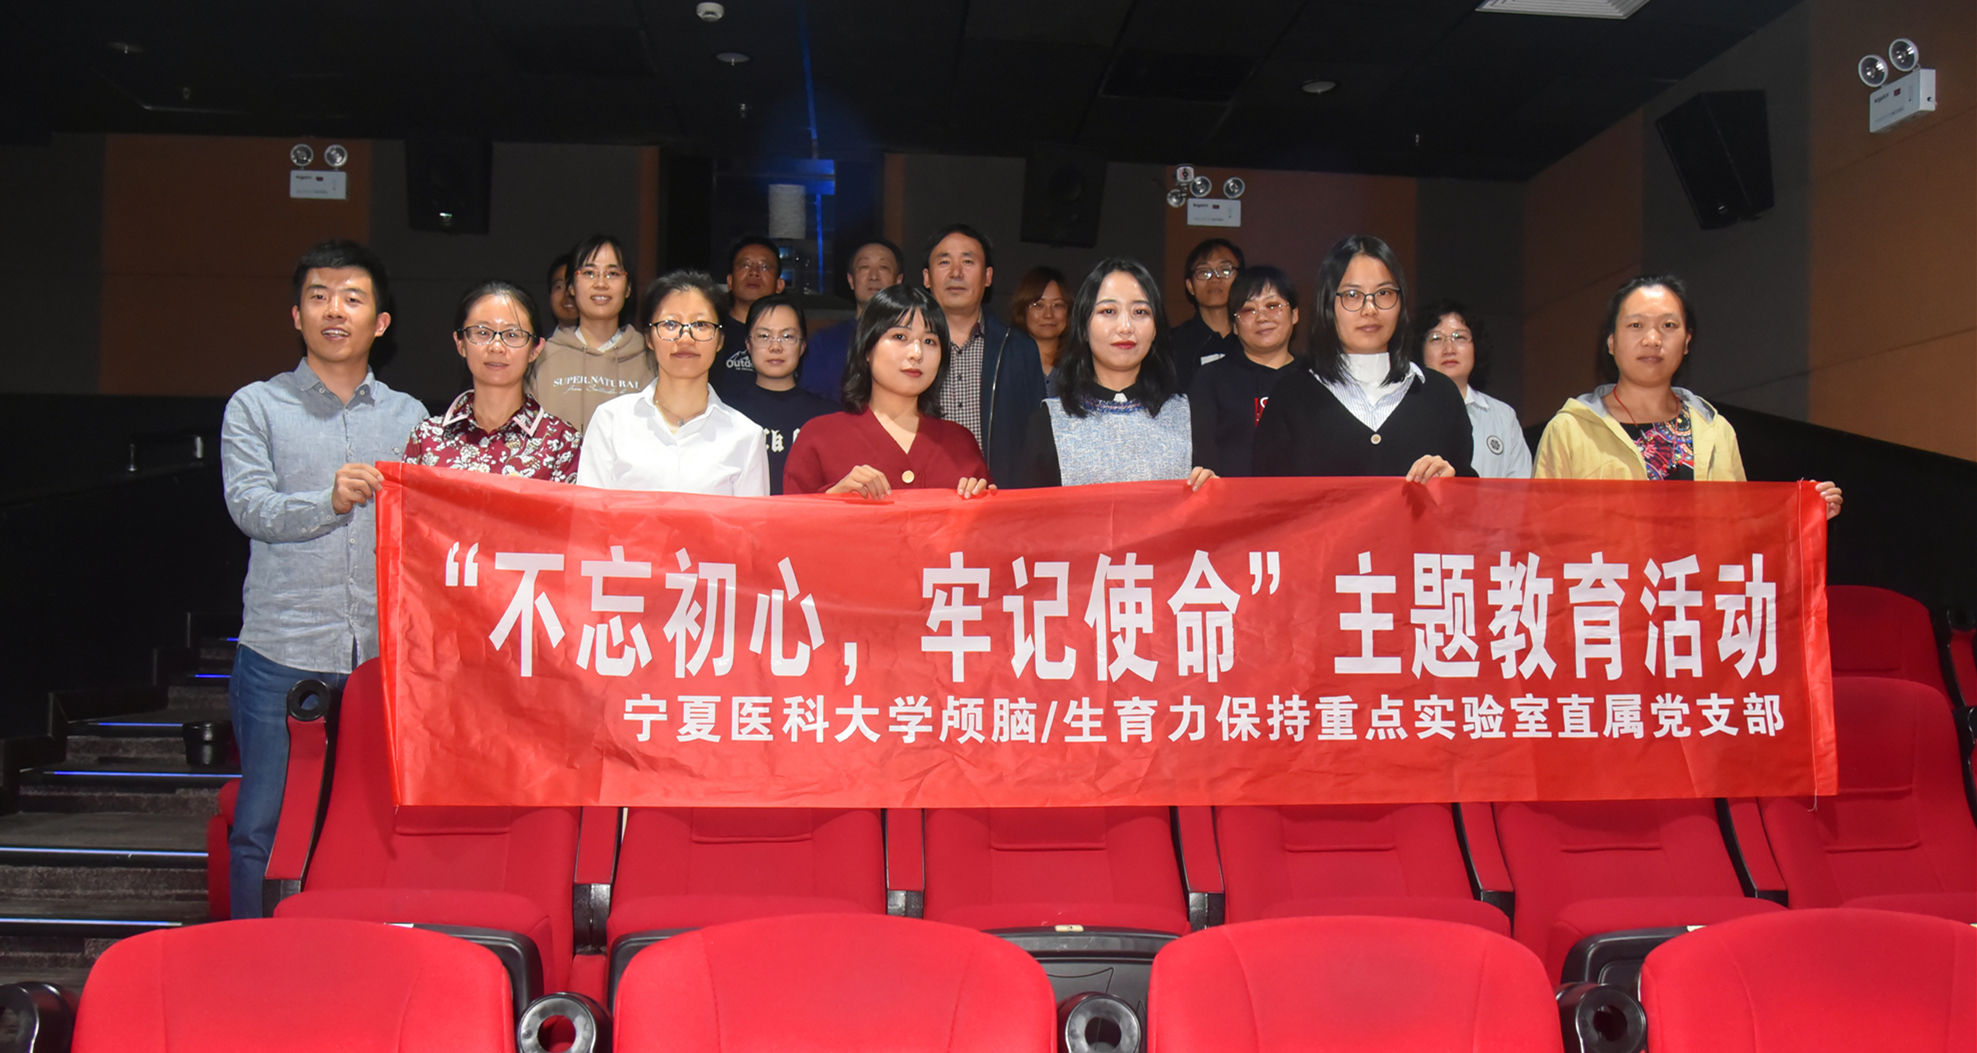 “不忘初心，牢记使命”主题教育活动
宁夏医科大学颅脑/生育力保持重点实验室直属党支部
SUPERNATURAL